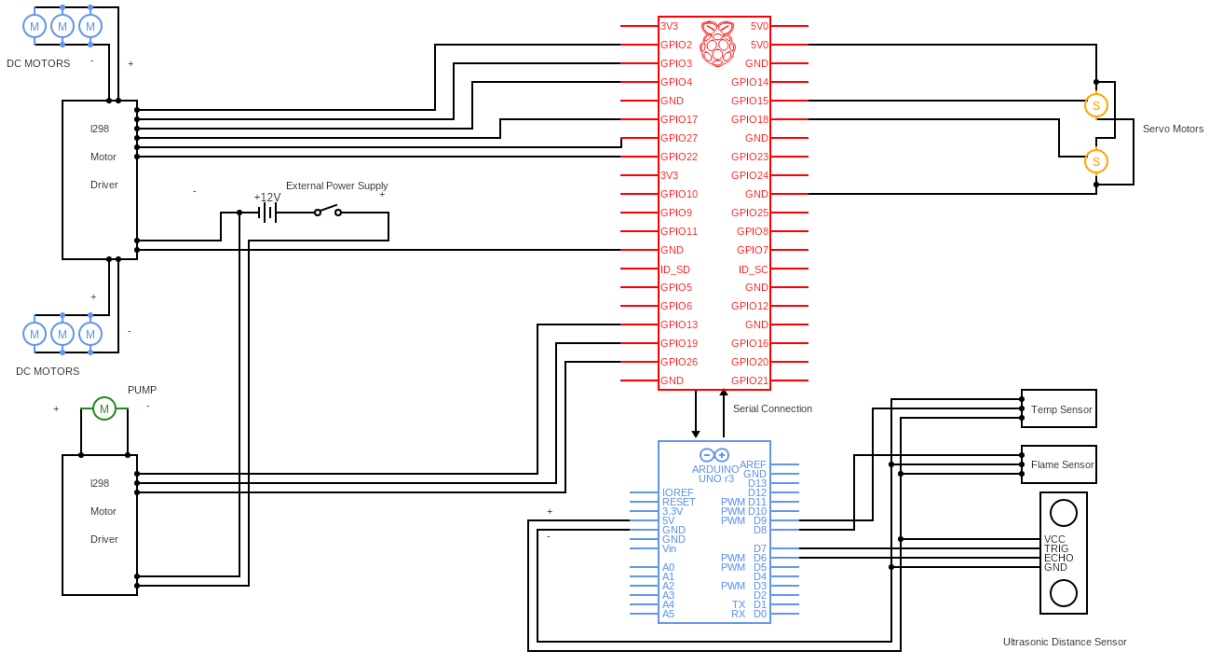 DC MOTORS
-
+
l298
Motor
Driver
-
External Power Supply
+12V
+
+
-
DC MOTORS
M M M
M M M
PUMP
+
-
M
l298
Motor
Driver
3V3
GPIO2
GPIO3
GPIO4
GND
GPIO17
GPIO27
GPIO22
3V3
GPIO10
GPIO9
GPIO11
GND
ID_SD
GPIO5
GPIO6
GPIO13
GPIO19
GPIO26
GND
5V0
5V0
GND
GPIO14
GPIO15
GPIO18
GND
GPIO23
GPIO24
GND
GPIO25
GPIO8
GPIO7
ID_SC
GND
GPIO12
GND
GPIO16
GPIO20
GPIO21
S
S
Servo Motors
Serial Connection
ARDUINO
UNO r3
IOREF
RESET
3.3V
5V
GND
GND
Vin
A0
A1
A2
A3
A4
A5
+
-
AREF
GND
D13
D12
PWM D11
PWM D10
PWM D9
D8
D7
PWM D6
PWM D5
D4
PWM D3
D2
TX D1
RX D0
Temp Sensor
Flame Sensor
VCC
TRIG
ECHO
GND
Ultrasonic Distance Sensor